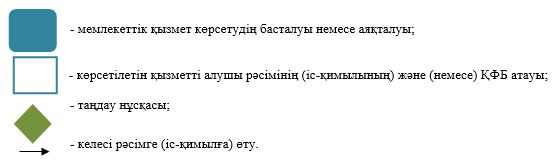 - мемлекеттік қызмет көрсетудің басталуы немесе аяқталуы;
- көрсетілетін қызметті алушы рәсімінің (іс-қимылының) және (немесе) ҚФБ атауы;
- таңдау нұсқасы;
- келесі рәсімге (іс-қимылға) өту.